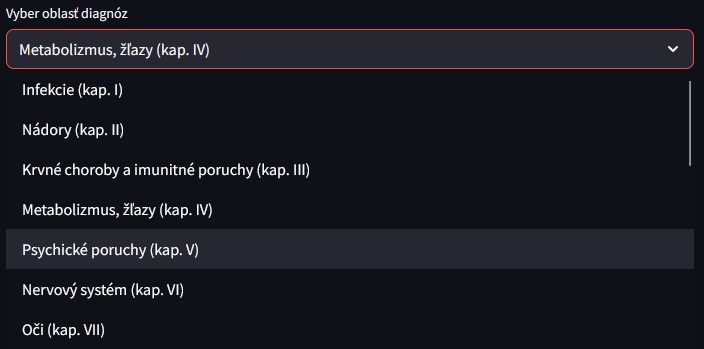 Vyber oblasť diagnóz
Metabolizmus, žľazy (kap. IV)
Infekcie (kap. I)
Nádory (kap. II)
Krvné choroby a imunitné poruchy (kap. III)
Metabolizmus, žľazy (kap. IV)
Psychické poruchy (kap. V)
Nervový systém (kap. VI)
Oči (kap. VII)